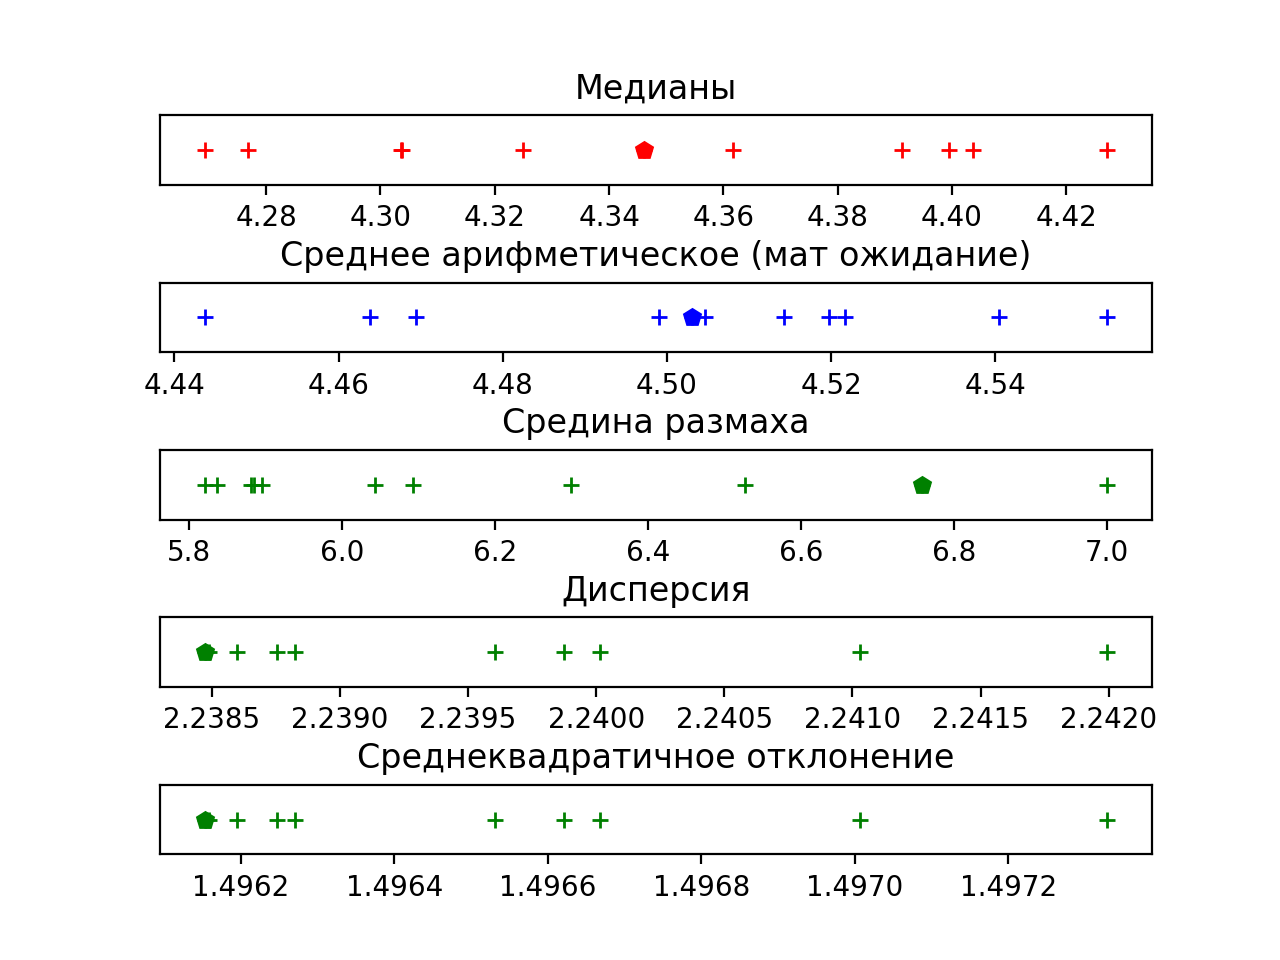 Медианы
4.28 4.30 4.32 4.34 4.36 4.38 4.40 4.42
Среднее арифметическое (мат ожидание)
4.44 4.46 4.48 4.50 4.52 4.54
Средина размаха
5.8 6.0 6.2 6.4 6.6 6.8 7.0
Дисперсия
2.2385 2.2390 2.2395 2.2400 2.2405 2.2410 2.2415 2.2420
Среднеквадратичное отклонение
1.4962 1.4964 1.4966 1.4968 1.4970 1.4972